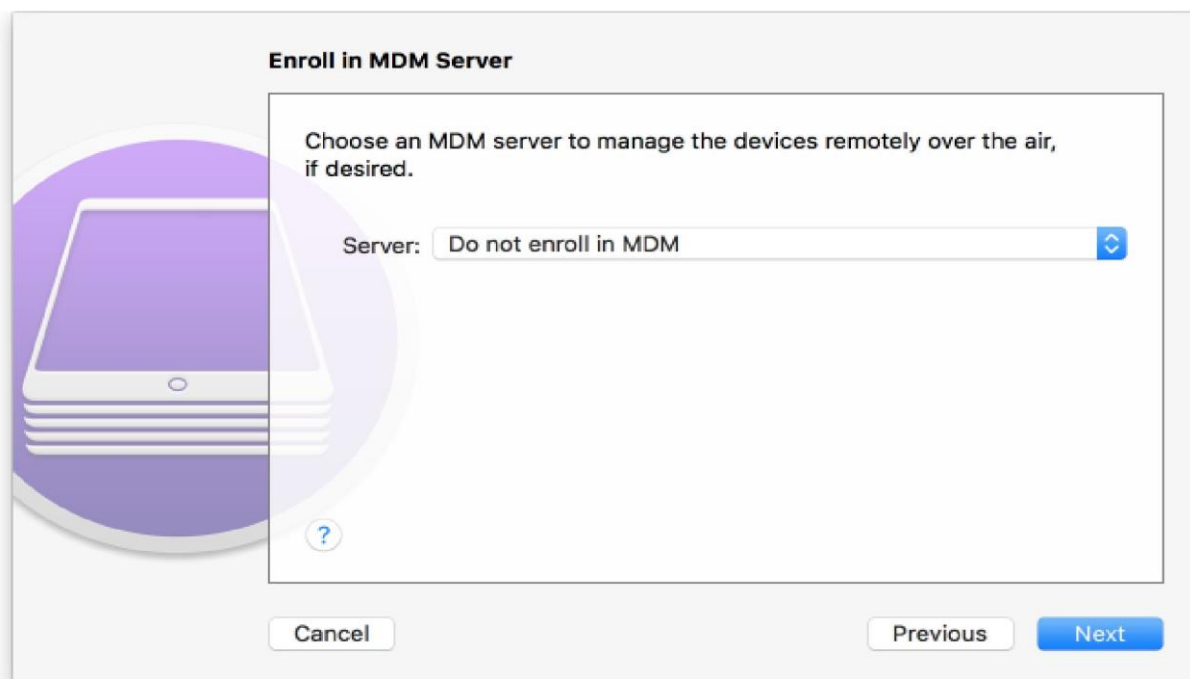 Enroll in MDM Server
Choose an MDM server to manage the devices remotely over the air,
if desired.
Server: Do not enroll in MDM
?
Cancel Previous Next